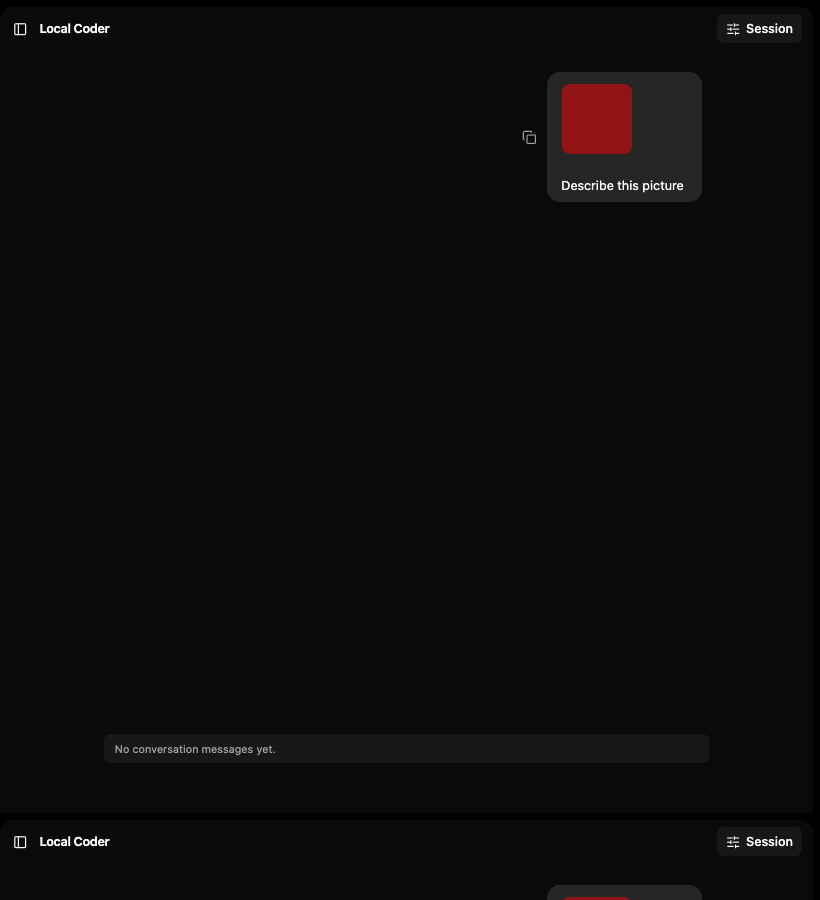 Local Coder
Session
Describe this picture
No conversation messages yet.
Local Coder
Session